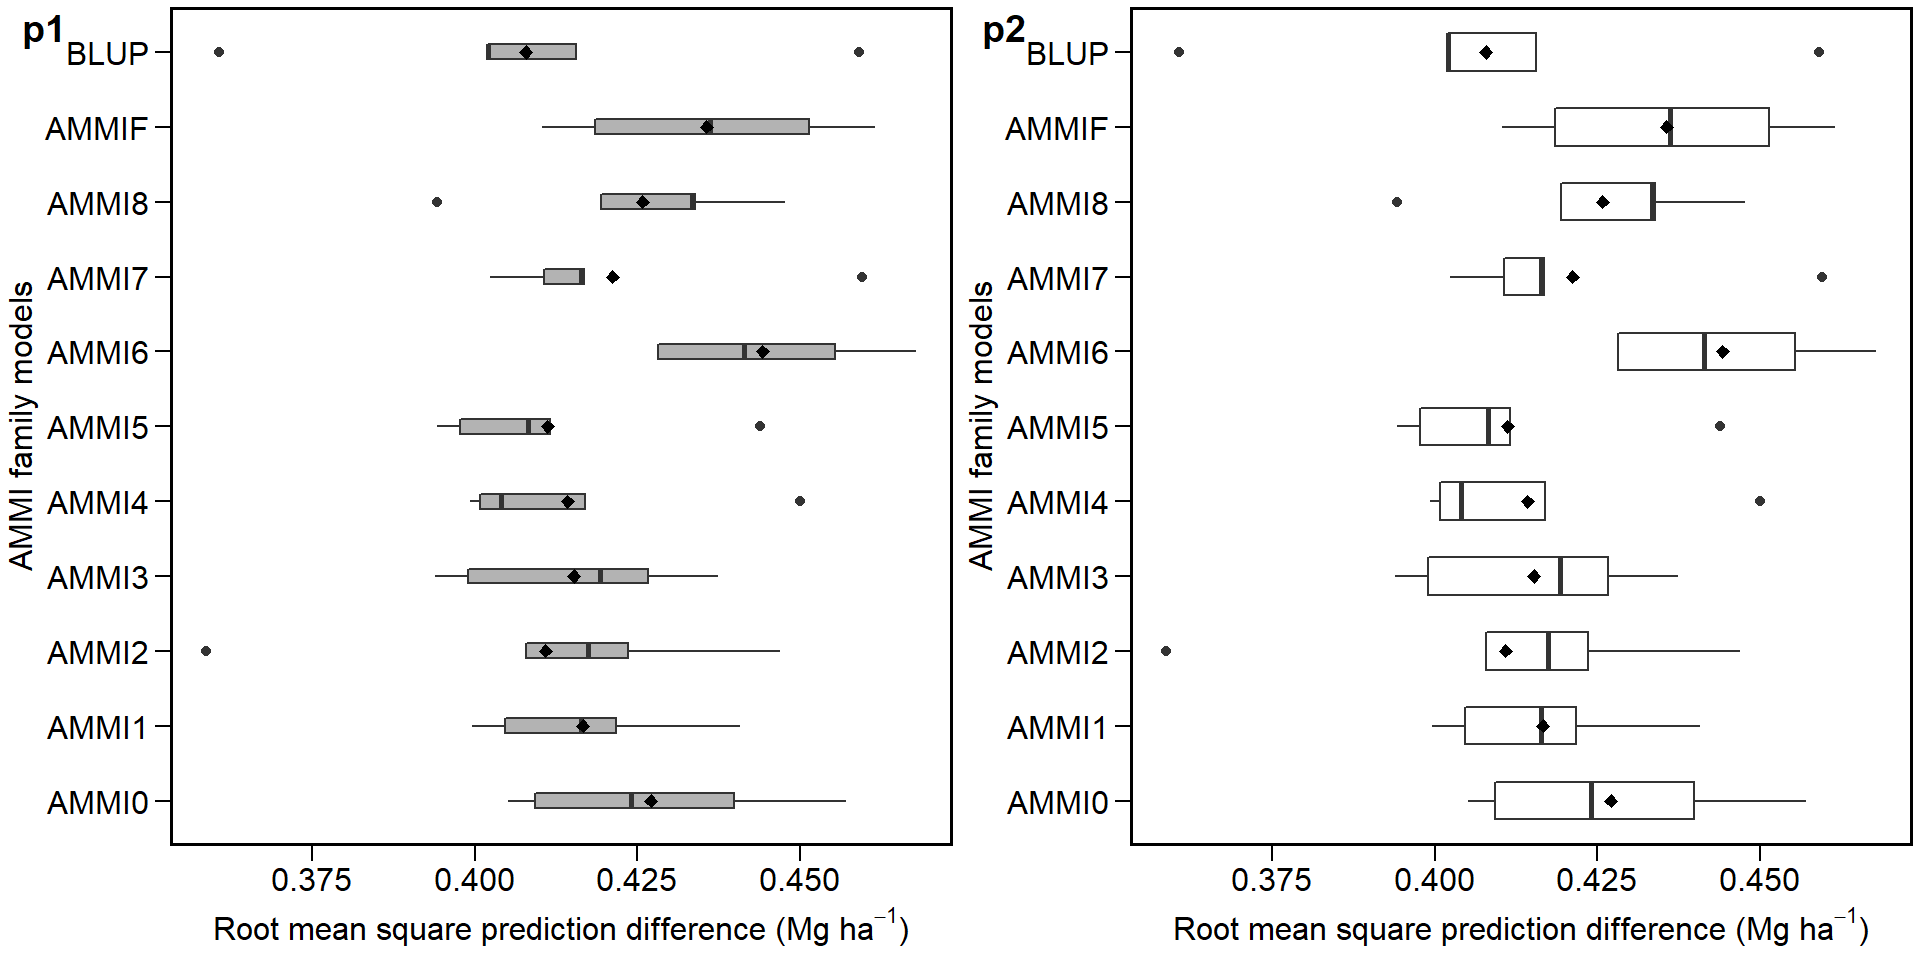 p1
BLUP
AMMIF
AMMI8
AMMI7
AMMI6
AMMI5
AMMI4
AMMI3
AMMI2
AMMI1
AMMI0
AMMI family models
0.375 0.400 0.425 0.450
Root mean square prediction difference (Mg ha⁻¹)
p2
BLUP
AMMIF
AMMI8
AMMI7
AMMI6
AMMI5
AMMI4
AMMI3
AMMI2
AMMI1
AMMI0
AMMI family models
0.375 0.400 0.425 0.450
Root mean square prediction difference (Mg ha⁻¹)